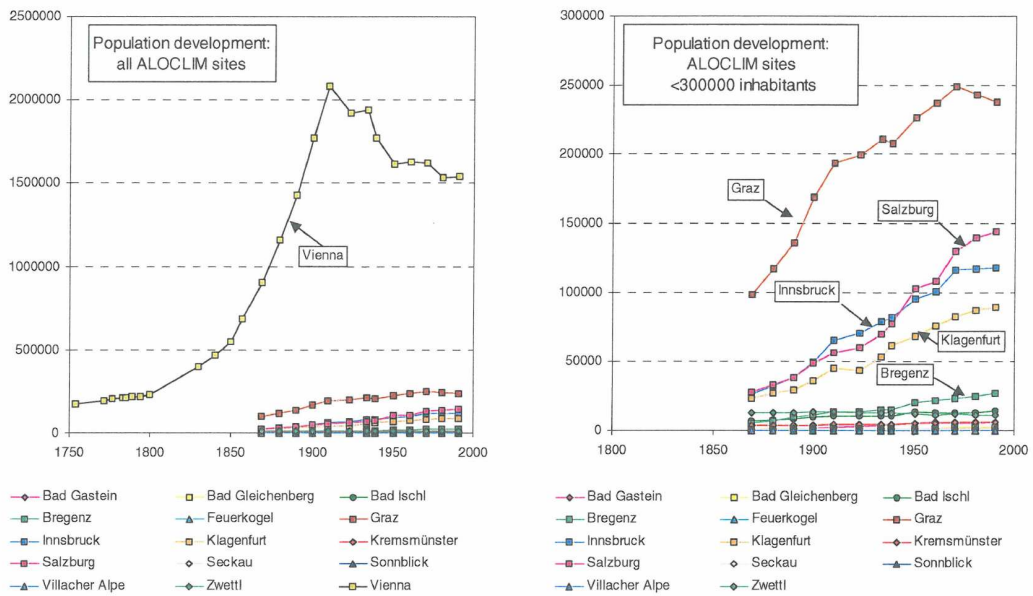 Population development:
all ALOCLIM sites
2500000
2000000
1500000
1000000
500000
0
1750
1800
1850
1900
1950
2000
Vienna
Bad Gastein
Bad Gleichenberg
Bad Ischl
Bregenz
Feuerkogel
Graz
Innsbruck
Klagenfurt
Kremsmünster
Salzburg
Seckau
Sonnblick
Villacher Alpe
Zwettl
Vienna
Population development:
ALOCLIM sites
<300000 inhabitants
300000
250000
200000
150000
100000
50000
0
1800
1850
1900
1950
2000
Graz
Salzburg
Innsbruck
Klagenfurt
Bregenz
Bad Gastein
Bad Gleichenberg
Bad Ischl
Bregenz
Feuerkogel
Graz
Innsbruck
Klagenfurt
Kremsmünster
Salzburg
Seckau
Sonnblick
Villacher Alpe
Zwettl